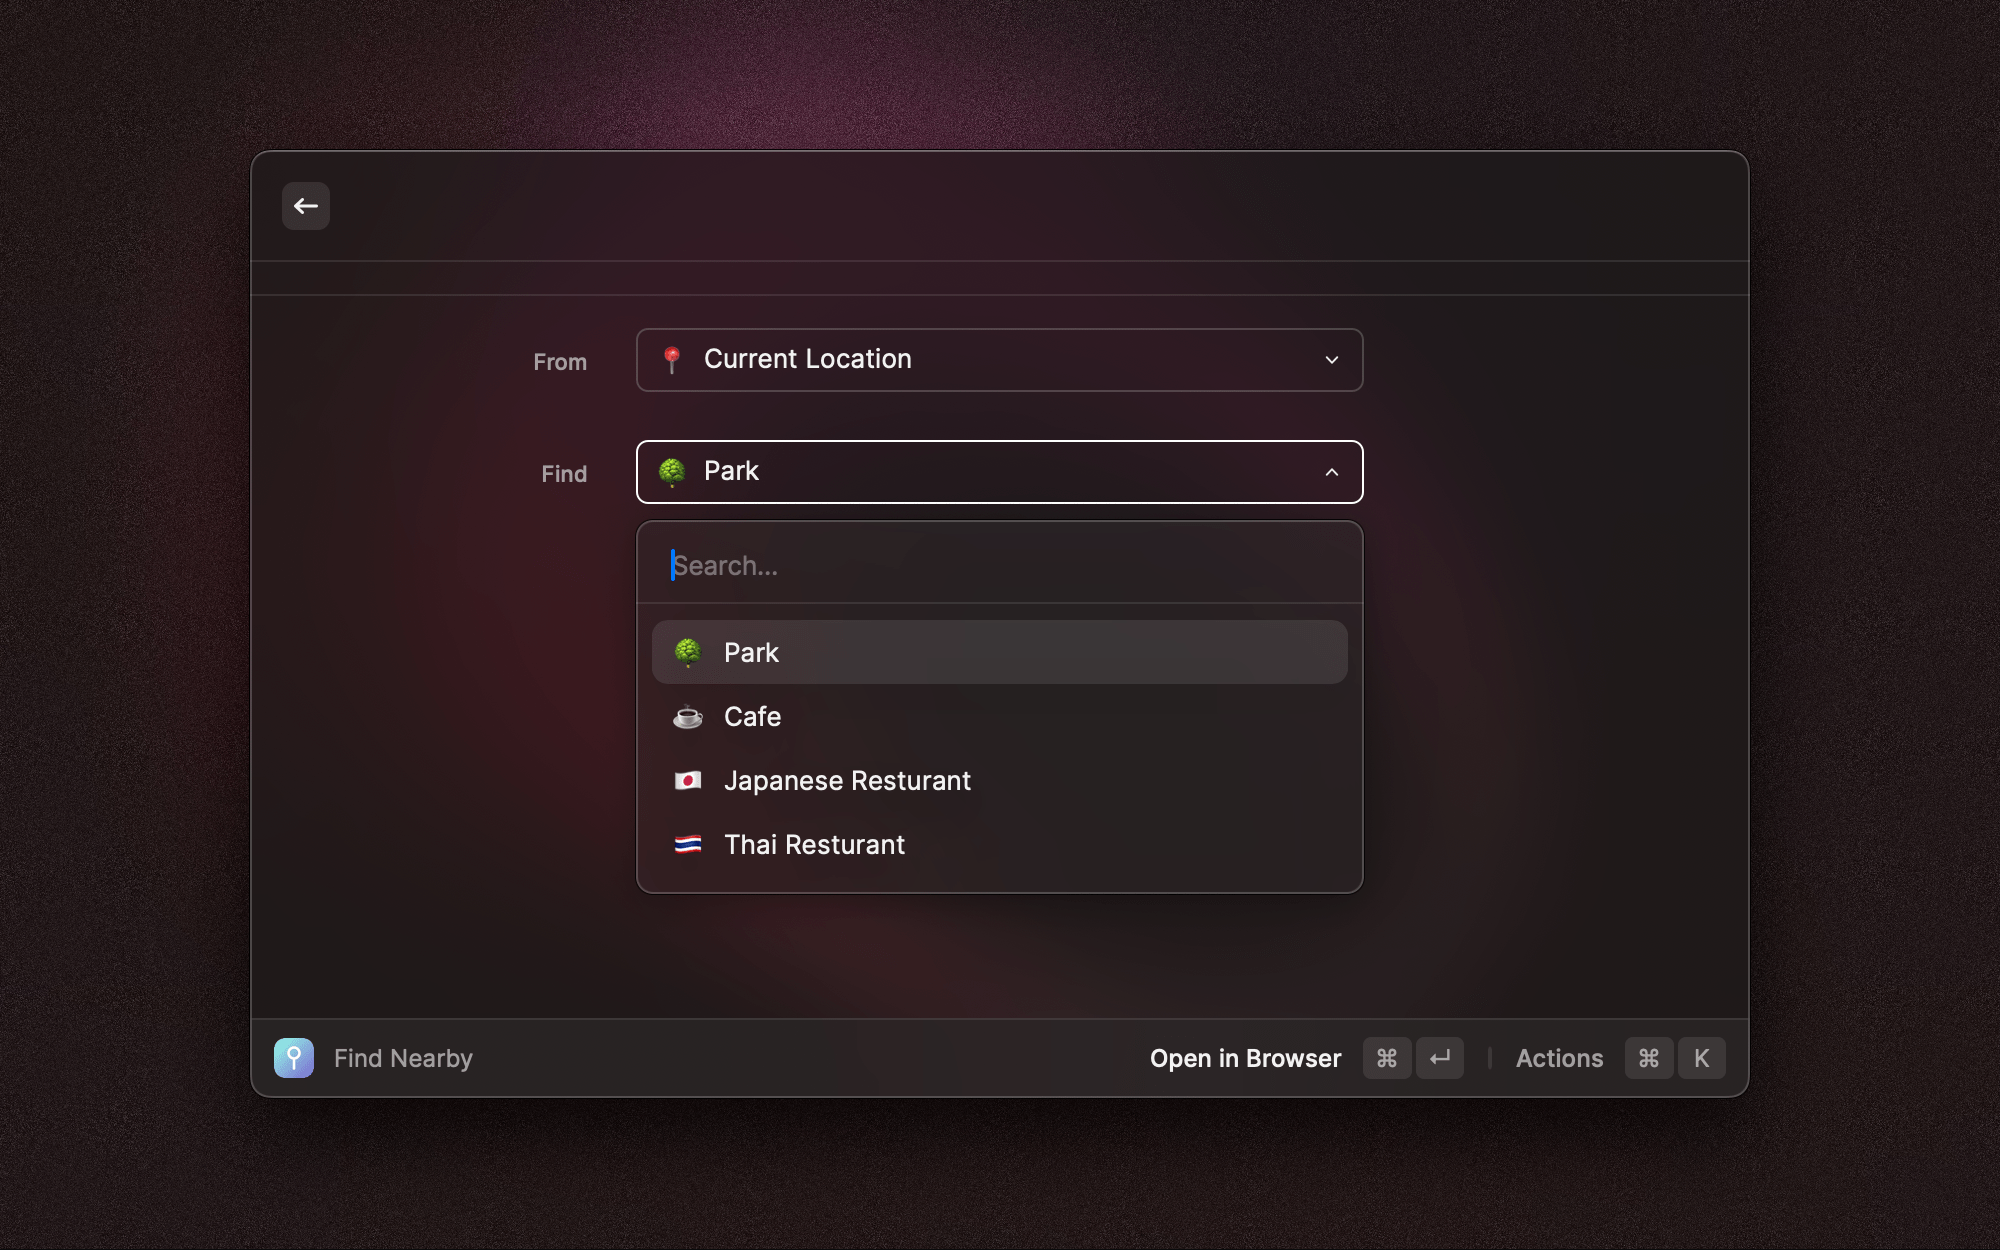 From
Current Location
Find
Park
Search...
Park
Cafe
Japanese Resturant
Thai Resturant
Find Nearby
Open in Browser ⌘ ↵ | Actions ⌘ K